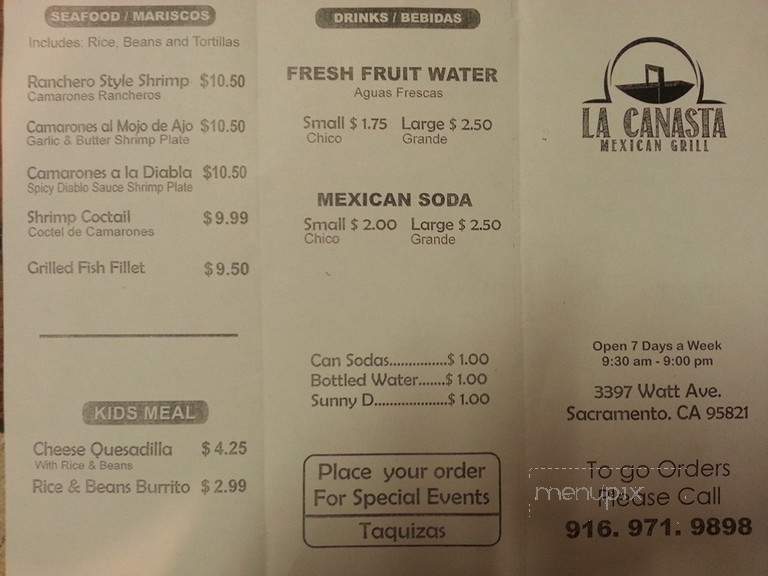 SEAFOOD / MARISCOS
Includes: Rice, Beans and Tortillas
Ranchero Style Shrimp $10.50
Camarones Rancheros
Camarones al Mojo de Ajo $10.50
Garlic & Butter Shrimp Plate
Camarones a la Diabla $10.50
Spicy Diablo Sauce Shrimp Plate
Shrimp Coctail $9.99
Coctel de Camarones
Grilled Fish Fillet $9.50
KIDS MEAL
Cheese Quesadilla $4.25
With Rice & Beans
Rice & Beans Burrito $2.99
DRINKS / BEBIDAS
FRESH FRUIT WATER
Aguas Frescas
Small $1.75 Large $2.50
Chico Grande
MEXICAN SODA
Small $2.00 Large $2.50
Chico Grande
Can Sodas...............$1.00
Bottled Water.......$1.00
Sunny D...................$1.00
Place your order
For Special Events
Taquizas
LA CANASTA
MEXICAN GRILL
Open 7 Days a Week
9:30 am - 9:00 pm
3397 Watt Ave.
Sacramento. CA 95821
To go Orders
Please Call
menupix
916. 971. 9898